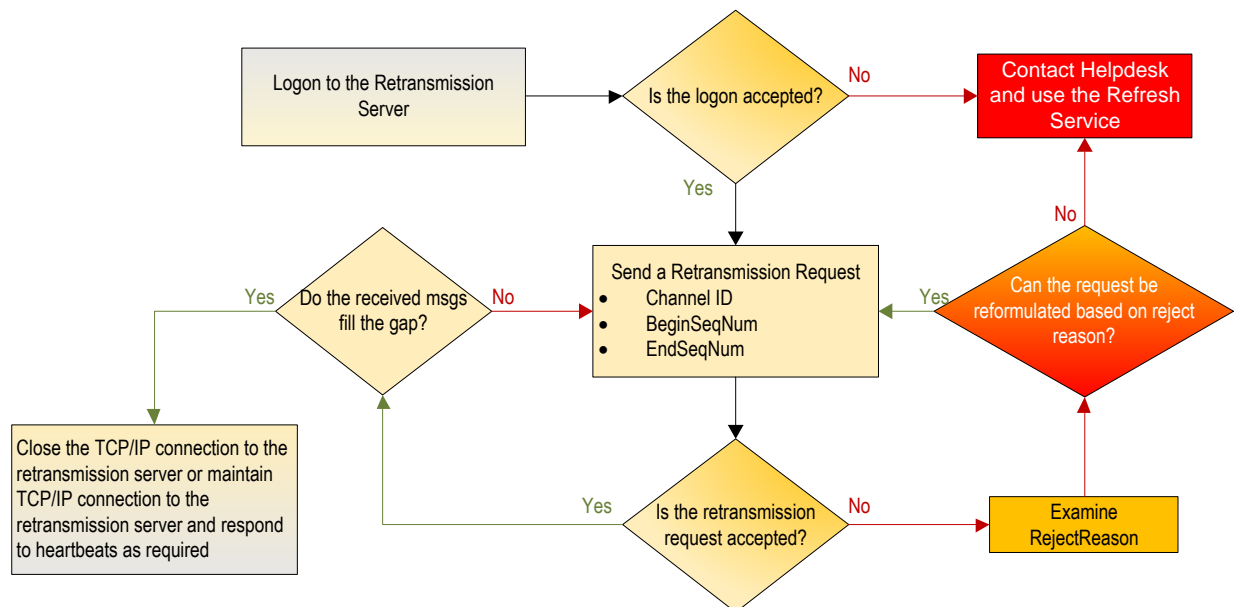 Logon to the Retransmission
Server
Is the logon accepted?
No
Contact Helpdesk
and use the Refresh
Service
Yes
No
Send a Retransmission Request
• Channel ID
• BeginSeqNum
• EndSeqNum
Yes
Do the received msgs
fill the gap?
No
Yes
Can the request be
reformulated based on reject
reason?
Close the TCP/IP connection to the
retransmission server or maintain
TCP/IP connection to the
retransmission server and respond
to heartbeats as required
Yes
Is the retransmission
request accepted?
No
Examine
RejectReason